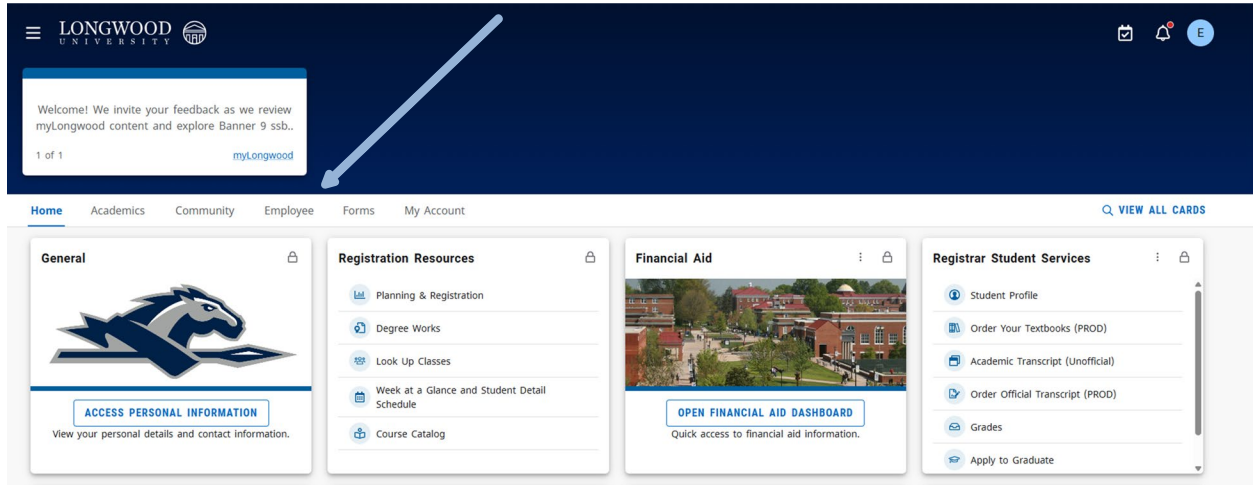 LONGWOOD
UNIVERSITY
E
Welcome! We invite your feedback as we review
myLongwood content and explore Banner 9 ssb..
1 of 1
myLongwood
Home
Academics
Community
Employee
Forms
My Account
VIEW ALL CARDS
General
ACCESS PERSONAL INFORMATION
View your personal details and contact information.
Registration Resources
Planning & Registration
Degree Works
Look Up Classes
Week at a Glance and Student Detail
Schedule
Course Catalog
Financial Aid
OPEN FINANCIAL AID DASHBOARD
Quick access to financial aid information.
Registrar Student Services
Student Profile
Order Your Textbooks (PROD)
Academic Transcript (Unofficial)
Order Official Transcript (PROD)
Grades
Apply to Graduate